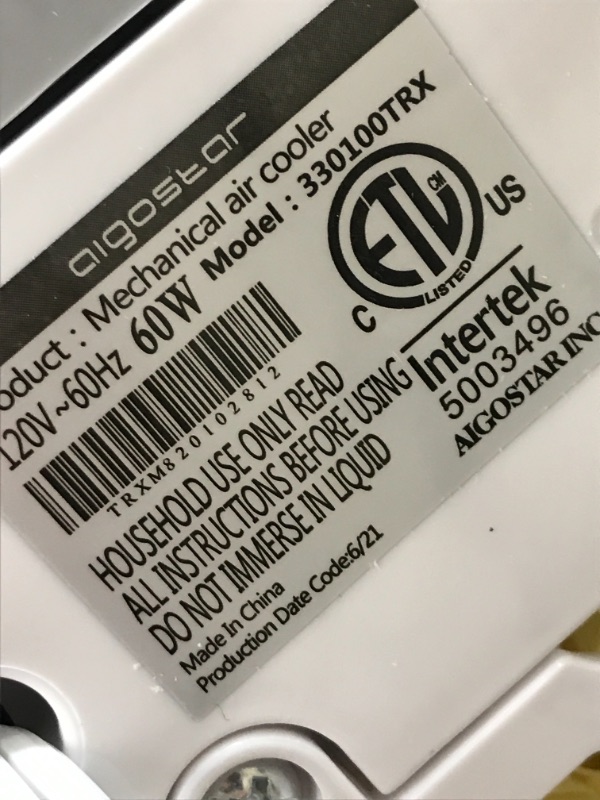 aigostar
oduct : Mechanical air cooler
120V~60Hz 60W Model : 330100TRX
TRXM820102812
HOUSEHOLD USE ONLY READ
ALL INSTRUCTIONS BEFORE USING
DO NOT IMMERSE IN LIQUID
Made In China
Production Date Code:6/21
ETL CM
LISTED
C US
Intertek
5003496
AIGOSTAR INC